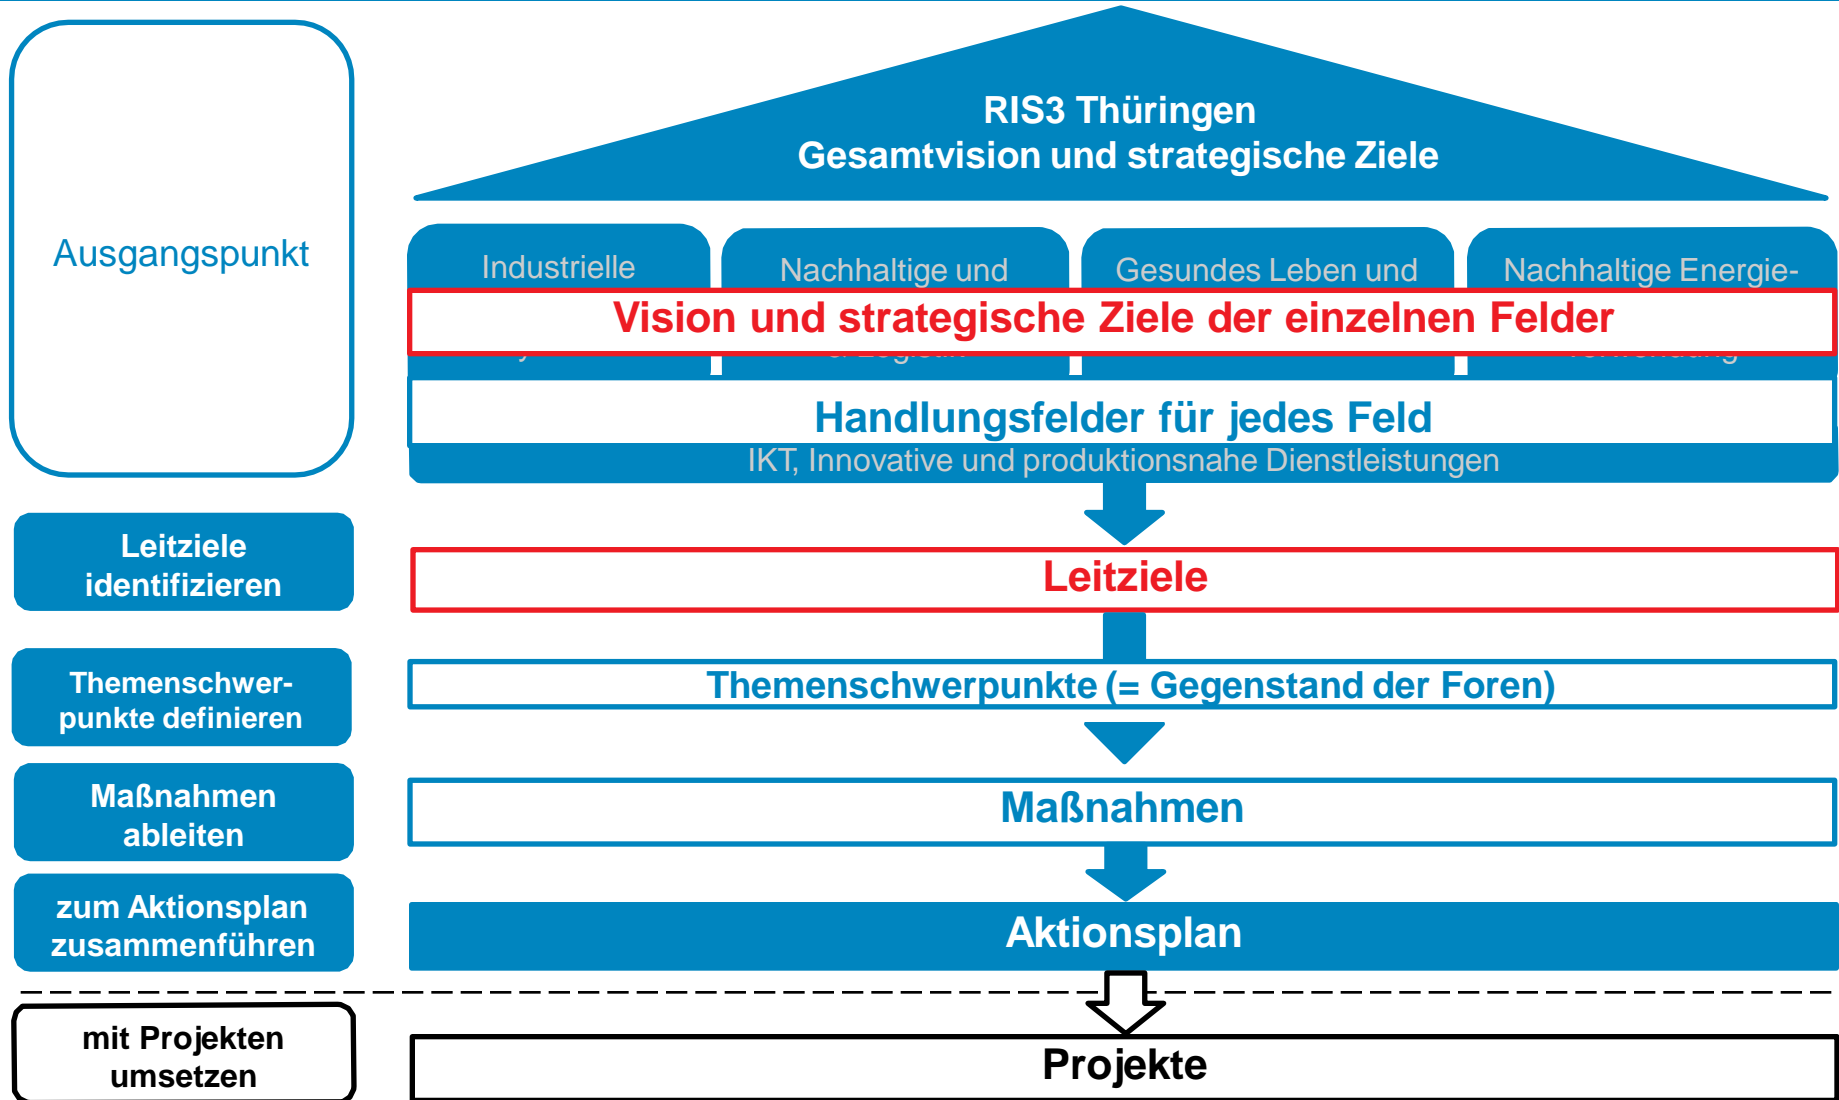 Ausgangspunkt
RIS3 Thüringen
Gesamtvision und strategische Ziele
Industrielle
Nachhaltige und
Gesundes Leben und
Nachhaltige Energie-
Vision und strategische Ziele der einzelnen Felder
Handlungsfelder für jedes Feld
IKT, Innovative und produktionsnahe Dienstleistungen
Leitziele
identifizieren
Leitziele
Themenschwer-
punkte definieren
Themenschwerpunkte (= Gegenstand der Foren)
Maßnahmen
ableiten
Maßnahmen
zum Aktionsplan
zusammenführen
Aktionsplan
mit Projekten
umsetzen
Projekte